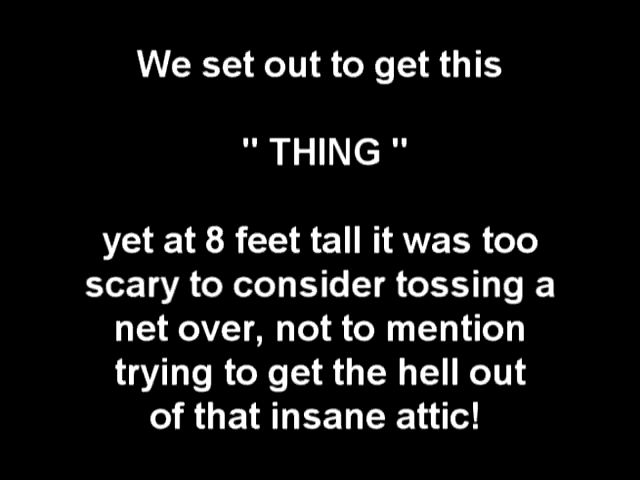 We set out to get this
" THING "
yet at 8 feet tall it was too
scary to consider tossing a
net over, not to mention
trying to get the hell out
of that insane attic!